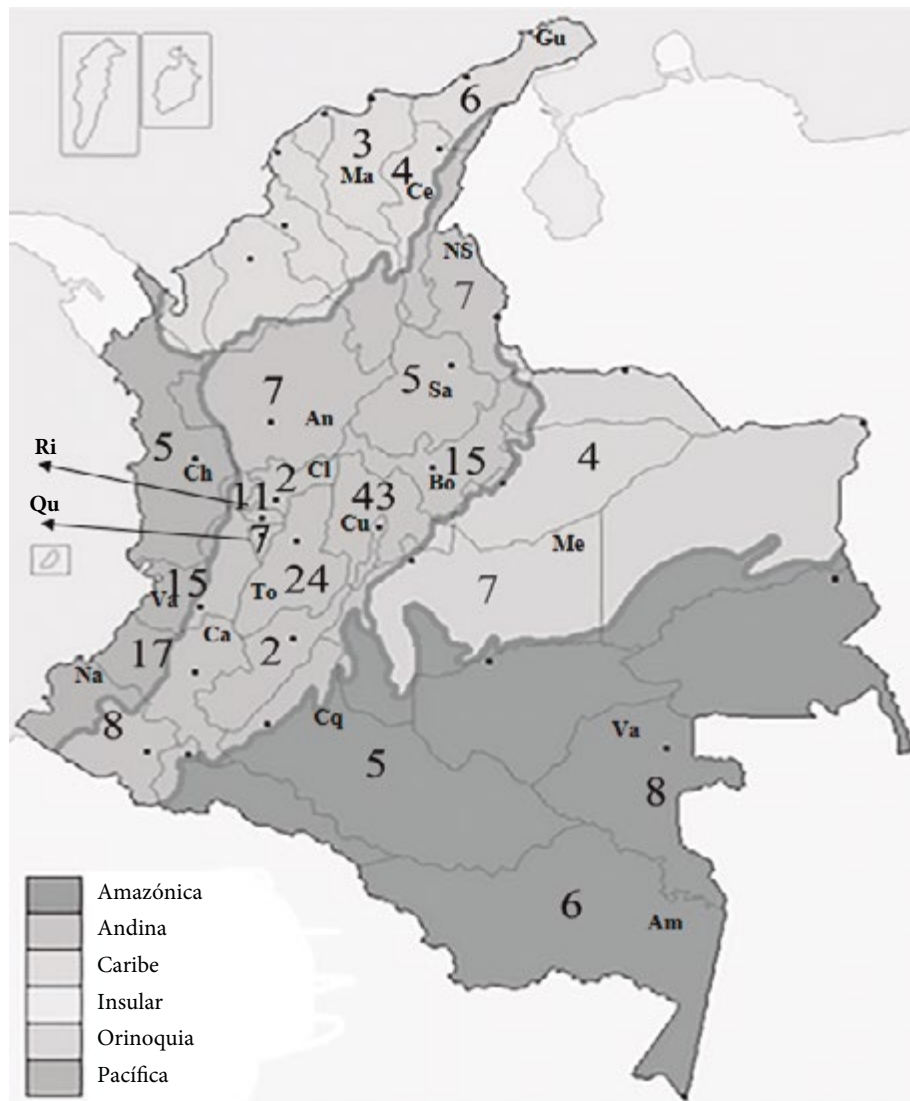 Gu
6
3
Ma
4
Ce
NS
7
7
An
5
Sa
Ri
5
Ch
11
2
Cl
43
Cu
15
Bo
4
Qu
7
Me
Va
15
To
24
7
Ca
2
17
Na
8
Cq
5
Va
8
6
Am
Amazónica
Andina
Caribe
Insular
Orinoquia
Pacífica